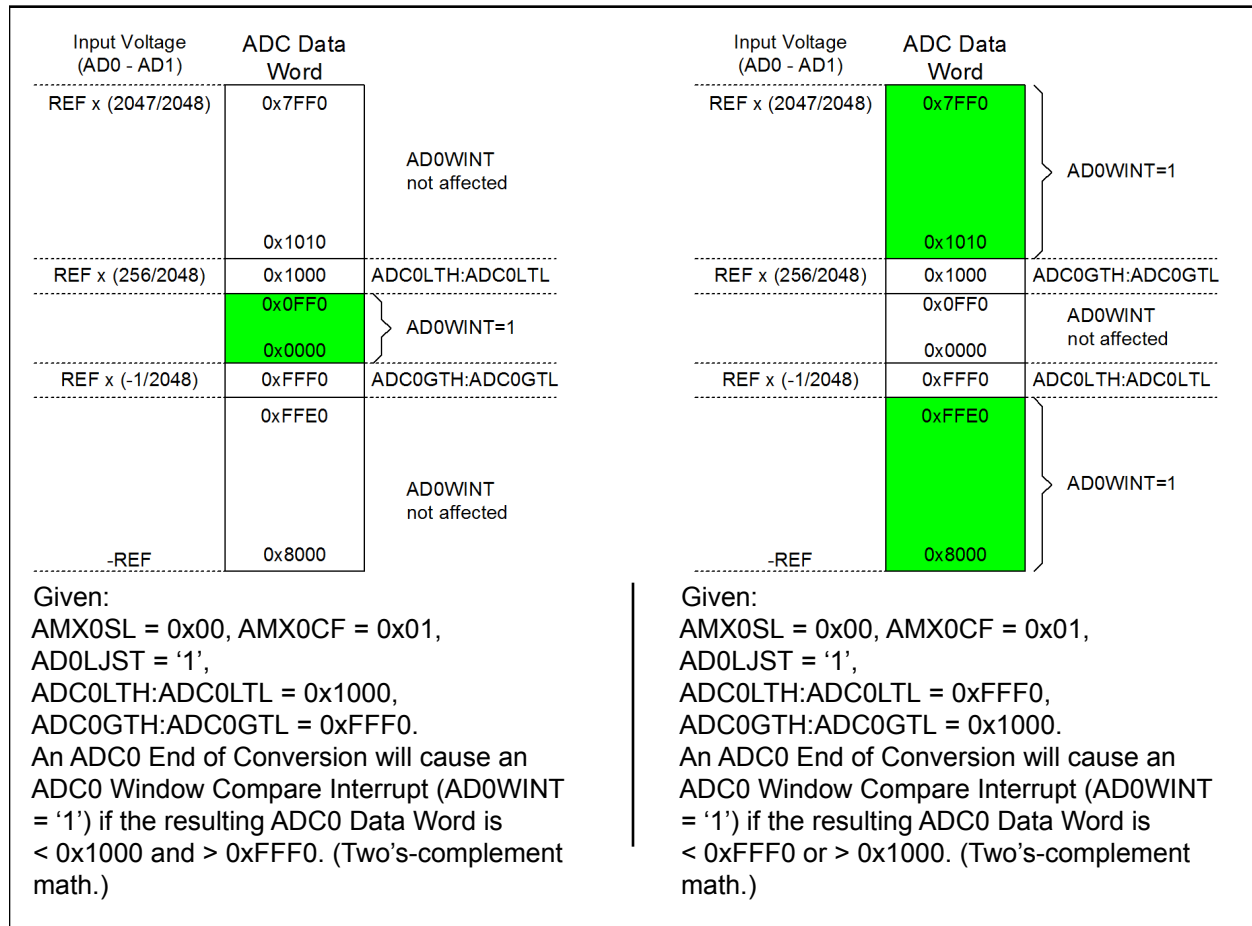 Input Voltage
(AD0 - AD1)
ADC Data
Word
REF x (2047/2048)
0x7FF0
AD0WINT
not affected
0x1010
REF x (256/2048)
0x1000
ADC0LTH:ADC0LTL
0x0FF0
AD0WINT=1
0x0000
REF x (-1/2048)
0xFFF0
ADC0GTH:ADC0GTL
0xFFE0
AD0WINT
not affected
-REF
0x8000
Given:
AMX0SL = 0x00, AMX0CF = 0x01,
AD0LJST = ‘1’,
ADC0LTH:ADC0LTL = 0x1000,
ADC0GTH:ADC0GTL = 0xFFF0.
An ADC0 End of Conversion will cause an
ADC0 Window Compare Interrupt (AD0WINT
= ‘1’) if the resulting ADC0 Data Word is
< 0x1000 and > 0xFFF0. (Two’s-complement
math.)
Input Voltage
(AD0 - AD1)
ADC Data
Word
REF x (2047/2048)
0x7FF0
AD0WINT=1
0x1010
REF x (256/2048)
0x1000
ADC0GTH:ADC0GTL
0x0FF0
AD0WINT
not affected
0x0000
REF x (-1/2048)
0xFFF0
ADC0LTH:ADC0LTL
0xFFE0
AD0WINT=1
-REF
0x8000
Given:
AMX0SL = 0x00, AMX0CF = 0x01,
AD0LJST = ‘1’,
ADC0LTH:ADC0LTL = 0xFFF0,
ADC0GTH:ADC0GTL = 0x1000.
An ADC0 End of Conversion will cause an
ADC0 Window Compare Interrupt (AD0WINT
= ‘1’) if the resulting ADC0 Data Word is
< 0xFFF0 or > 0x1000. (Two’s-complement
math.)